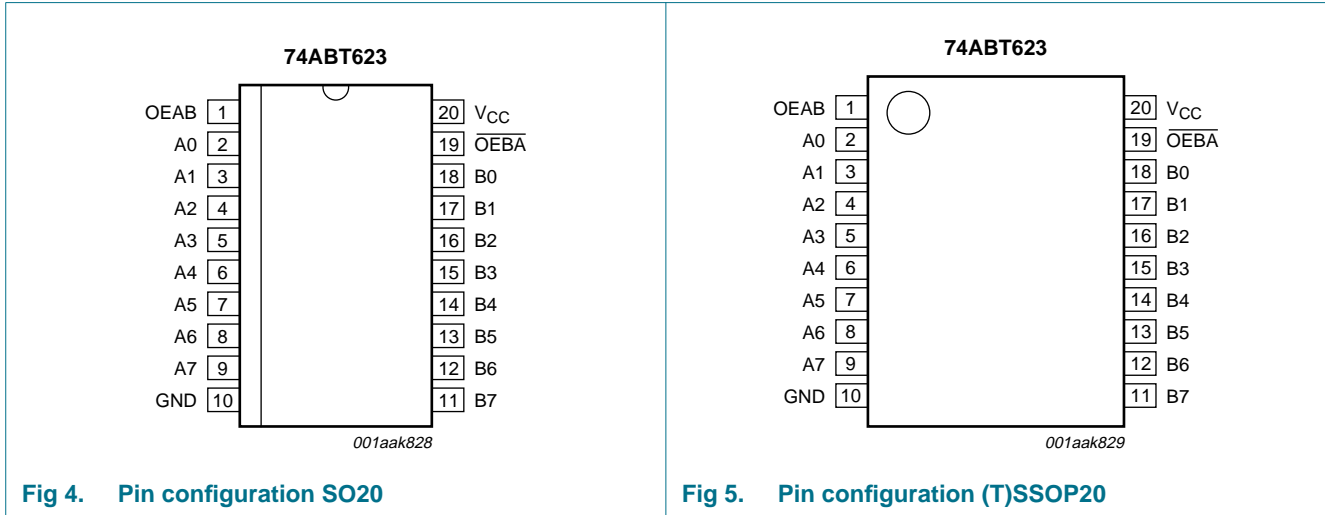 74ABT623
OEAB 1 20 VCC
A0 2 19 OEBA
A1 3 18 B0
A2 4 17 B1
A3 5 16 B2
A4 6 15 B3
A5 7 14 B4
A6 8 13 B5
A7 9 12 B6
GND 10 11 B7
001aak828
Fig 4. Pin configuration SO20
74ABT623
OEAB 1 20 VCC
A0 2 19 OEBA
A1 3 18 B0
A2 4 17 B1
A3 5 16 B2
A4 6 15 B3
A5 7 14 B4
A6 8 13 B5
A7 9 12 B6
GND 10 11 B7
001aak829
Fig 5. Pin configuration (T)SSOP20